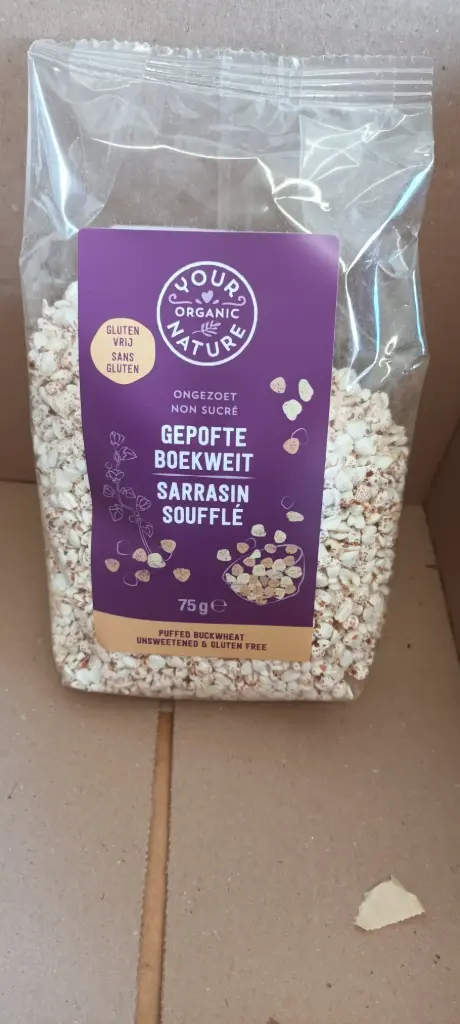 YOUR
ORGANIC
NATURE
GLUTEN
VRIJ
SANS
GLUTEN
ONGEZOET
NON SUCRÉ
GEPOFTE
BOEKWEIT
SARRASIN
SOUFFLÉ
75 g ℮
PUFFED BUCKWHEAT
UNSWEETENED & GLUTEN FREE